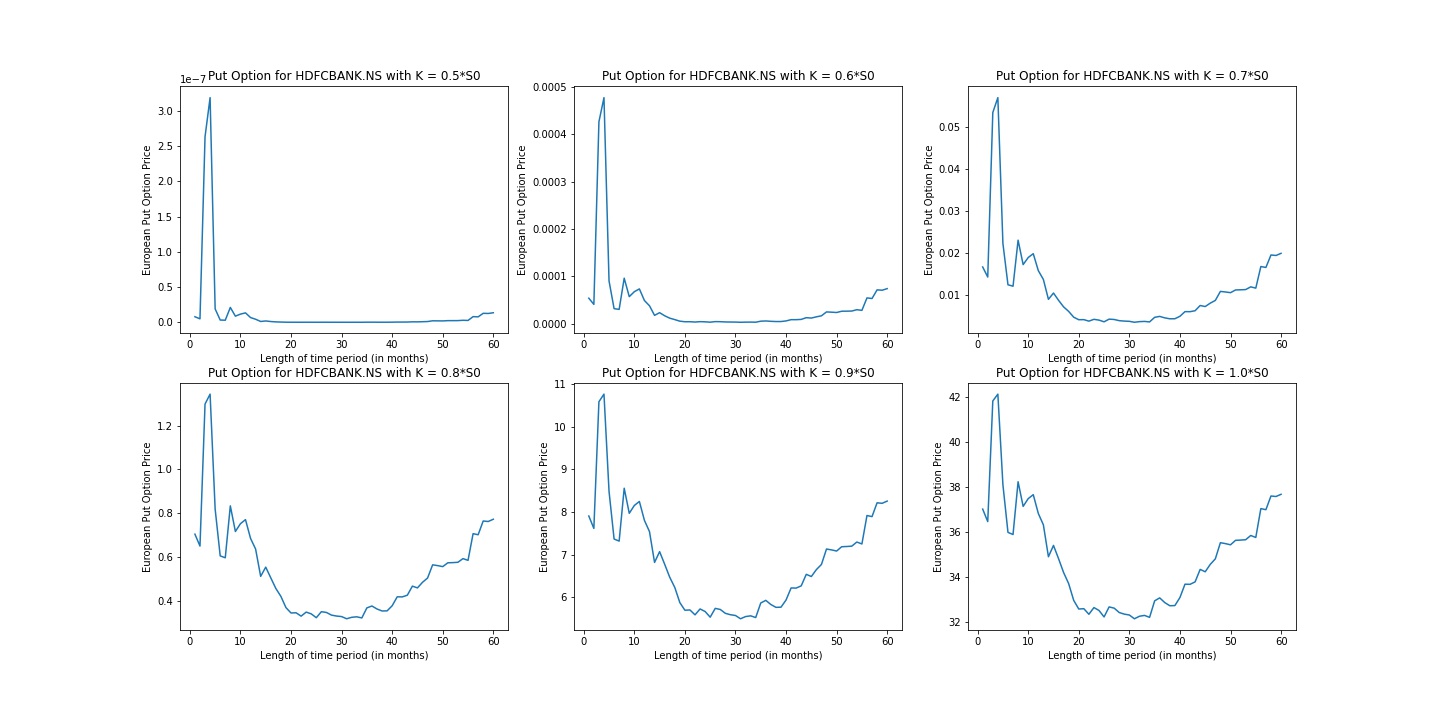 1e−7
Put Option for HDFCBANK.NS with K = 0.5*S0
European Put Option Price
3.0
2.5
2.0
1.5
1.0
0.5
0.0
0 10 20 30 40 50 60
Length of time period (in months)
Put Option for HDFCBANK.NS with K = 0.6*S0
European Put Option Price
0.0005
0.0004
0.0003
0.0002
0.0001
0.0000
0 10 20 30 40 50 60
Length of time period (in months)
Put Option for HDFCBANK.NS with K = 0.7*S0
European Put Option Price
0.05
0.04
0.03
0.02
0.01
0 10 20 30 40 50 60
Length of time period (in months)
Put Option for HDFCBANK.NS with K = 0.8*S0
European Put Option Price
1.2
1.0
0.8
0.6
0.4
0 10 20 30 40 50 60
Length of time period (in months)
Put Option for HDFCBANK.NS with K = 0.9*S0
European Put Option Price
11
10
9
8
7
6
0 10 20 30 40 50 60
Length of time period (in months)
Put Option for HDFCBANK.NS with K = 1.0*S0
European Put Option Price
42
40
38
36
34
32
0 10 20 30 40 50 60
Length of time period (in months)